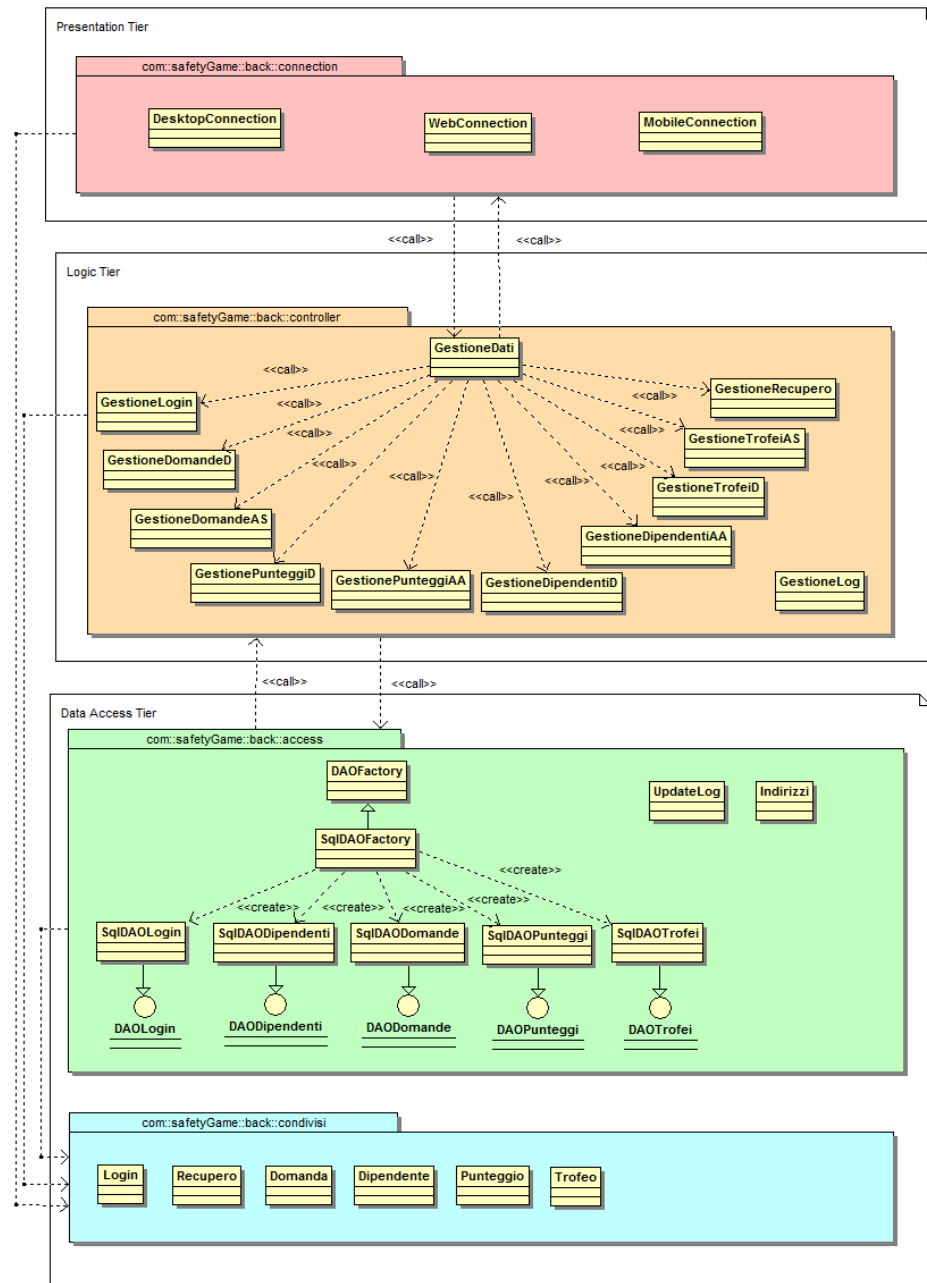 Presentation Tier
com::safetyGame::back::connection
DesktopConnection
WebConnection
MobileConnection
<<call>>
<<call>>
Logic Tier
com::safetyGame::back::controller
GestioneDati
<<call>>
<<call>>
GestioneRecupero
GestioneLogin
<<call>>
<<call>>
GestioneTrofeiAS
GestioneDomandeD
<<call>>
<<call>>
<<call>>
<<call>>
GestioneTrofeiD
GestioneDomandeAS
GestioneDipendentiAA
GestionePunteggiD
GestionePunteggiAA
GestioneDipendentiD
GestioneLog
<<call>>
<<call>>
Data Access Tier
com::safetyGame::back::access
DAOFactory
UpdateLog
Indirizzi
SqlDAOFactory
<<create>>
<<create>>
<<create>>
<<create>>
SqlDAOLogin
SqlDAODipendenti
SqlDAODomande
SqlDAOPunteggi
SqlDAOTrofei
DAOLogin
DAODipendenti
DAODomande
DAOPunteggi
DAOTrofei
com::safetyGame::back::condivisi
Login
Recupero
Domanda
Dipendente
Punteggio
Trofeo